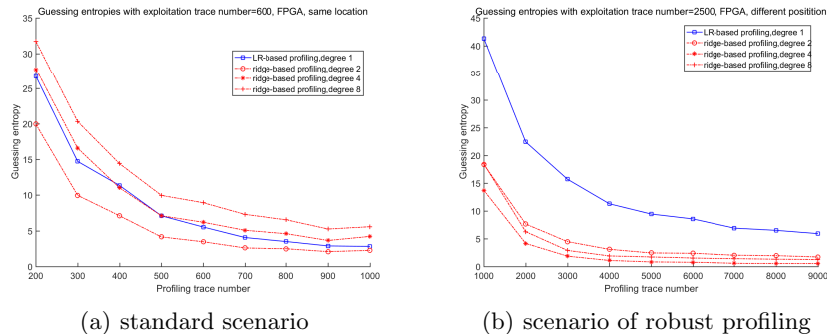 Guessing entropies with exploitation trace number=600, FPGA, same location
LR-based profiling,degree 1
ridge-based profiling,degree 2
ridge-based profiling,degree 4
ridge-based profiling,degree 8
Guessing entropy
35
30
25
20
15
10
5
0
200 300 400 500 600 700 800 900 1000
Profiling trace number
(a) standard scenario
Guessing entropies with exploitation trace number=2500, FPGA, different positition
LR-based profiling,degree 1
ridge-based profiling,degree 2
ridge-based profiling,degree 4
ridge-based profiling,degree 8
Guessing entropy
45
40
35
30
25
20
15
10
5
0
1000 2000 3000 4000 5000 6000 7000 8000 9000
Profiling trace number
(b) scenario of robust profiling